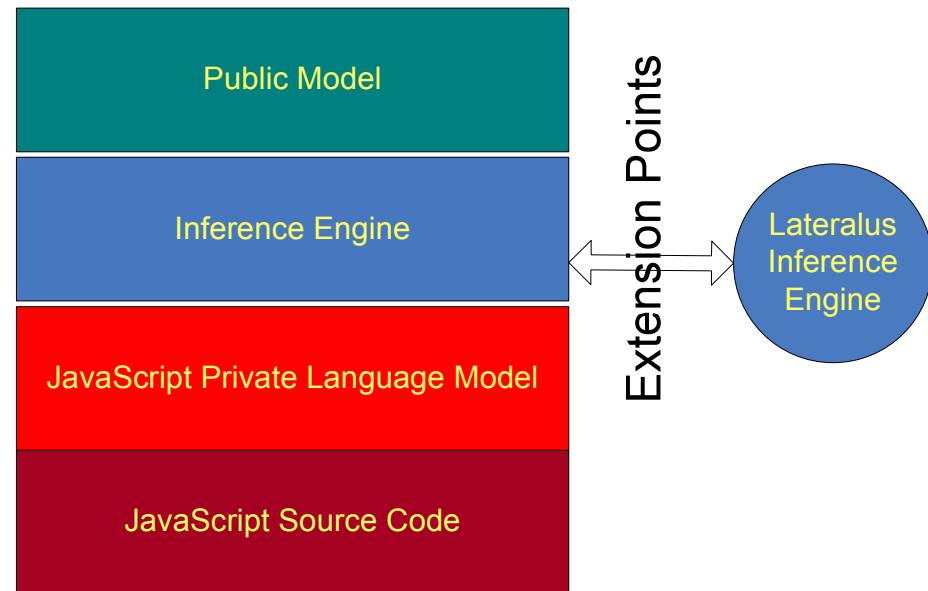 Public Model
Inference Engine
JavaScript Private Language Model
JavaScript Source Code
Extension Points
Lateralus
Inference
Engine